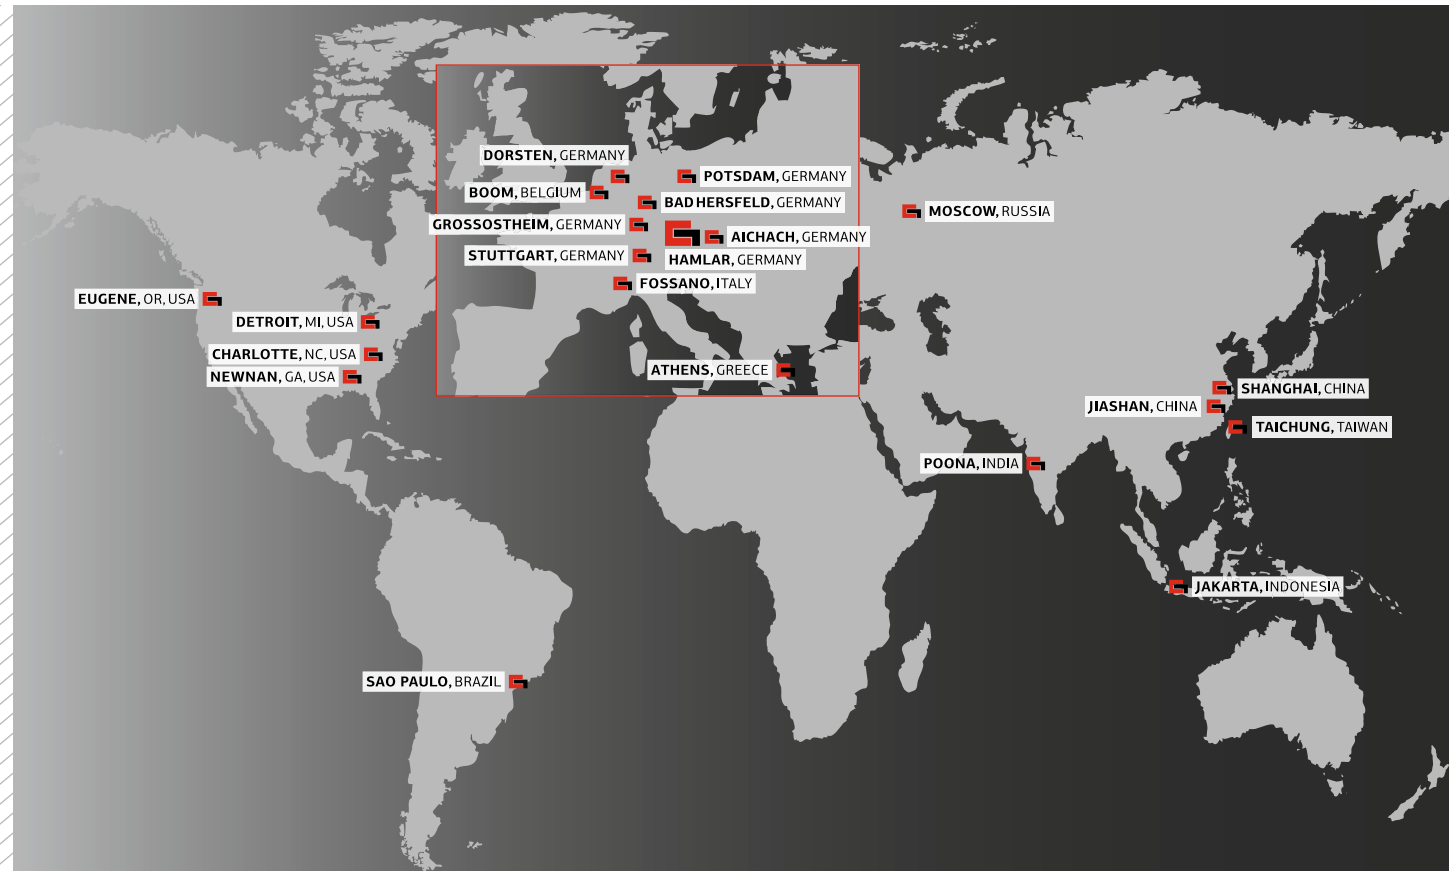 DORSTEN, GERMANY
POTSDAM, GERMANY
BOOM, BELGIUM
BAD HERSFELD, GERMANY
MOSCOW, RUSSIA
GROSSOSTHEIM, GERMANY
AICHACH, GERMANY
STUTTGART, GERMANY
HAMLAR, GERMANY
FOSSANO, ITALY
EUGENE, OR, USA
DETROIT, MI, USA
CHARLOTTE, NC, USA
ATHENS, GREECE
NEWNAN, GA, USA
SHANGHAI, CHINA
JIASHAN, CHINA
TAICHUNG, TAIWAN
POONA, INDIA
JAKARTA, INDONESIA
SAO PAULO, BRAZIL